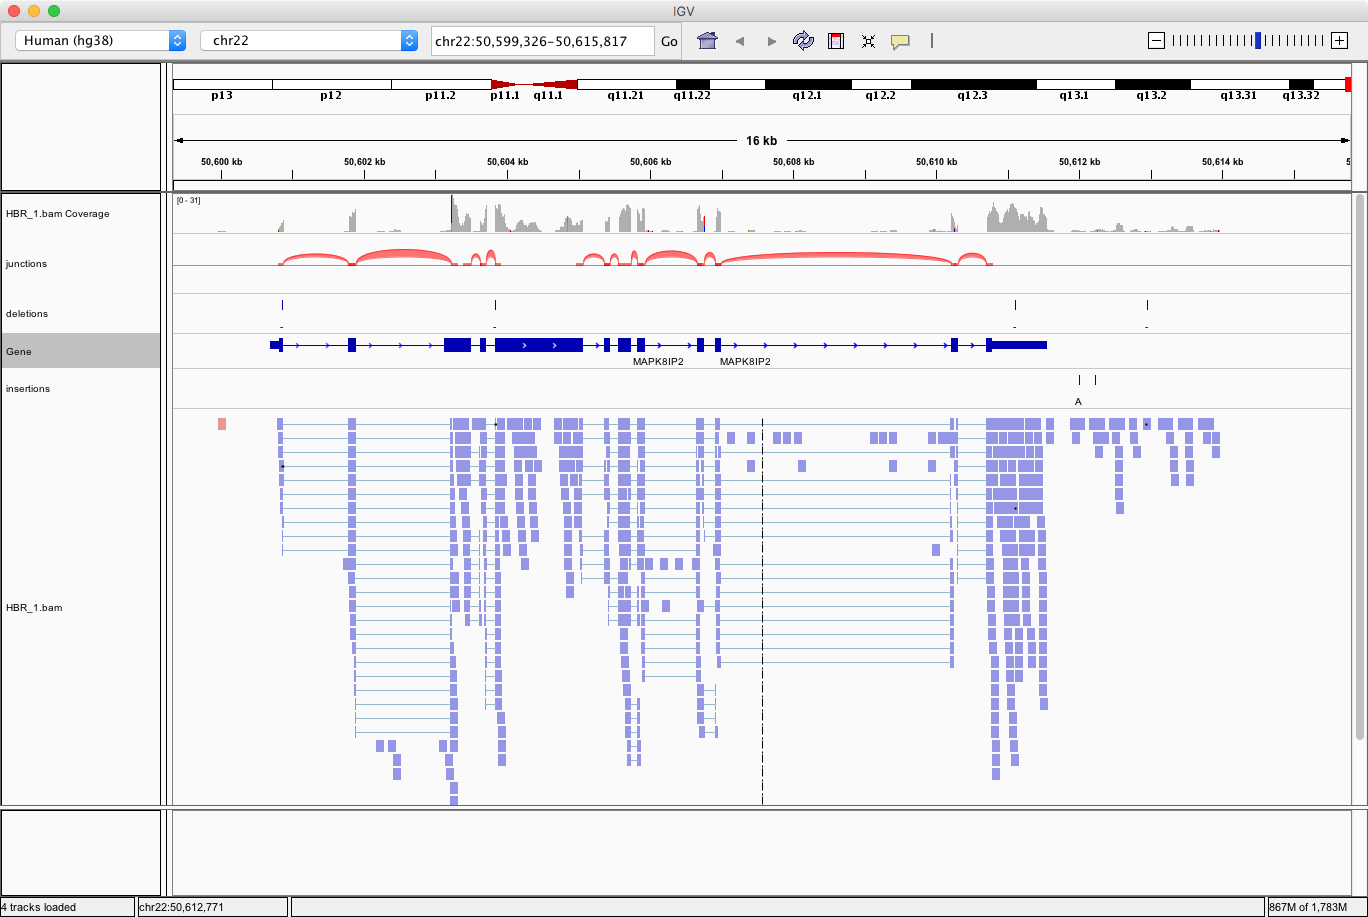 IGV
Human (hg38) chr22 chr22:50,599,326-50,615,817 Go
p13 p12 p11.2 p11.1 q11.1 q11.21 q11.22 q12.1 q12.2 q12.3 q13.1 q13.2 q13.31 q13.32
16 kb
50,600 kb 50,602 kb 50,604 kb 50,606 kb 50,608 kb 50,610 kb 50,612 kb 50,614 kb 5
[0 - 31]
HBR_1.bam Coverage
junctions
deletions
- - - -
Gene
MAPK8IP2 MAPK8IP2
insertions
A
HBR_1.bam
4 tracks loaded chr22:50,612,771 867M of 1,783M